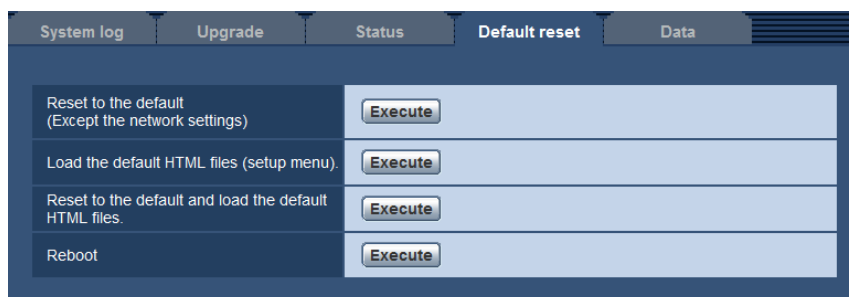 System log Upgrade Status Default reset Data
Reset to the default
(Except the network settings)
Execute
Load the default HTML files (setup menu).
Execute
Reset to the default and load the default
HTML files.
Execute
Reboot
Execute